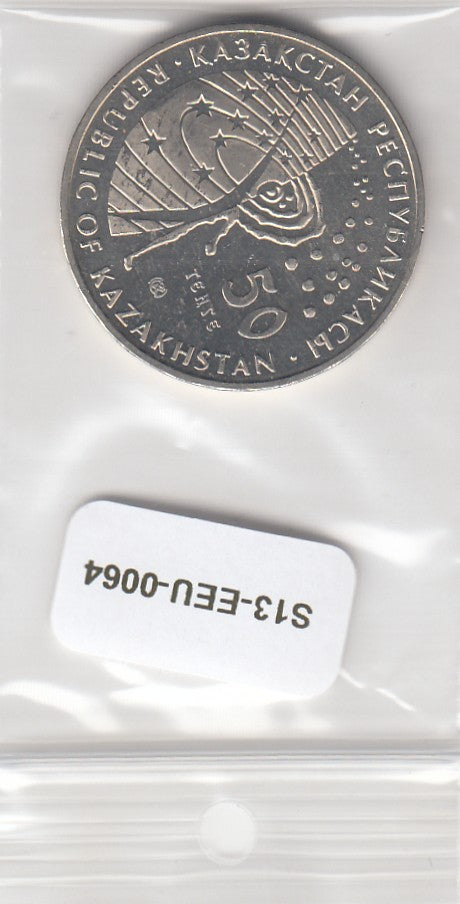 ҚАЗАҚСТАН РЕСПУБЛИКАСЫ ·
REPUBLIC OF KAZAKHSTAN ·
50
ТЕҢГЕ
S13-EEU-0064